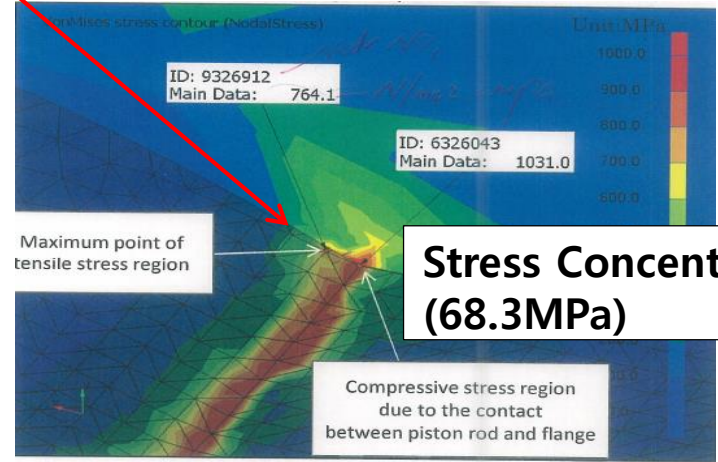 VonMises stress contour (NodalStress)
Unit:MPa
1000.0
ID: 9326912
Main Data: 764.1
900.0
800.0
ID: 6326043
Main Data: 1031.0
700.0
600.0
Maximum point of
tensile stress region
Stress Concent
(68.3MPa)
Compressive stress region
due to the contact
between piston rod and flange